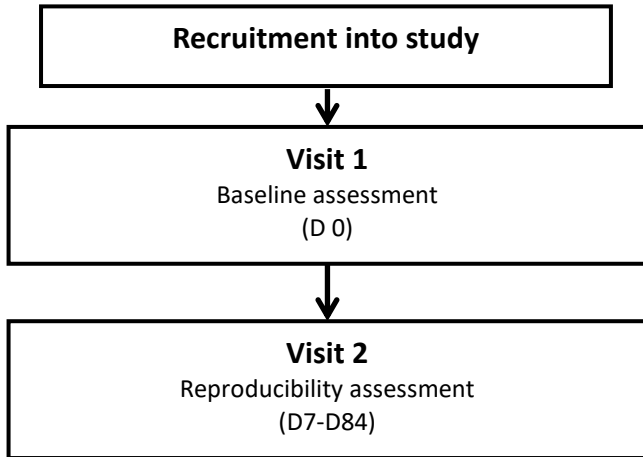 Recruitment into study
Visit 1
Baseline assessment
(D 0)
Visit 2
Reproducibility assessment
(D7-D84)